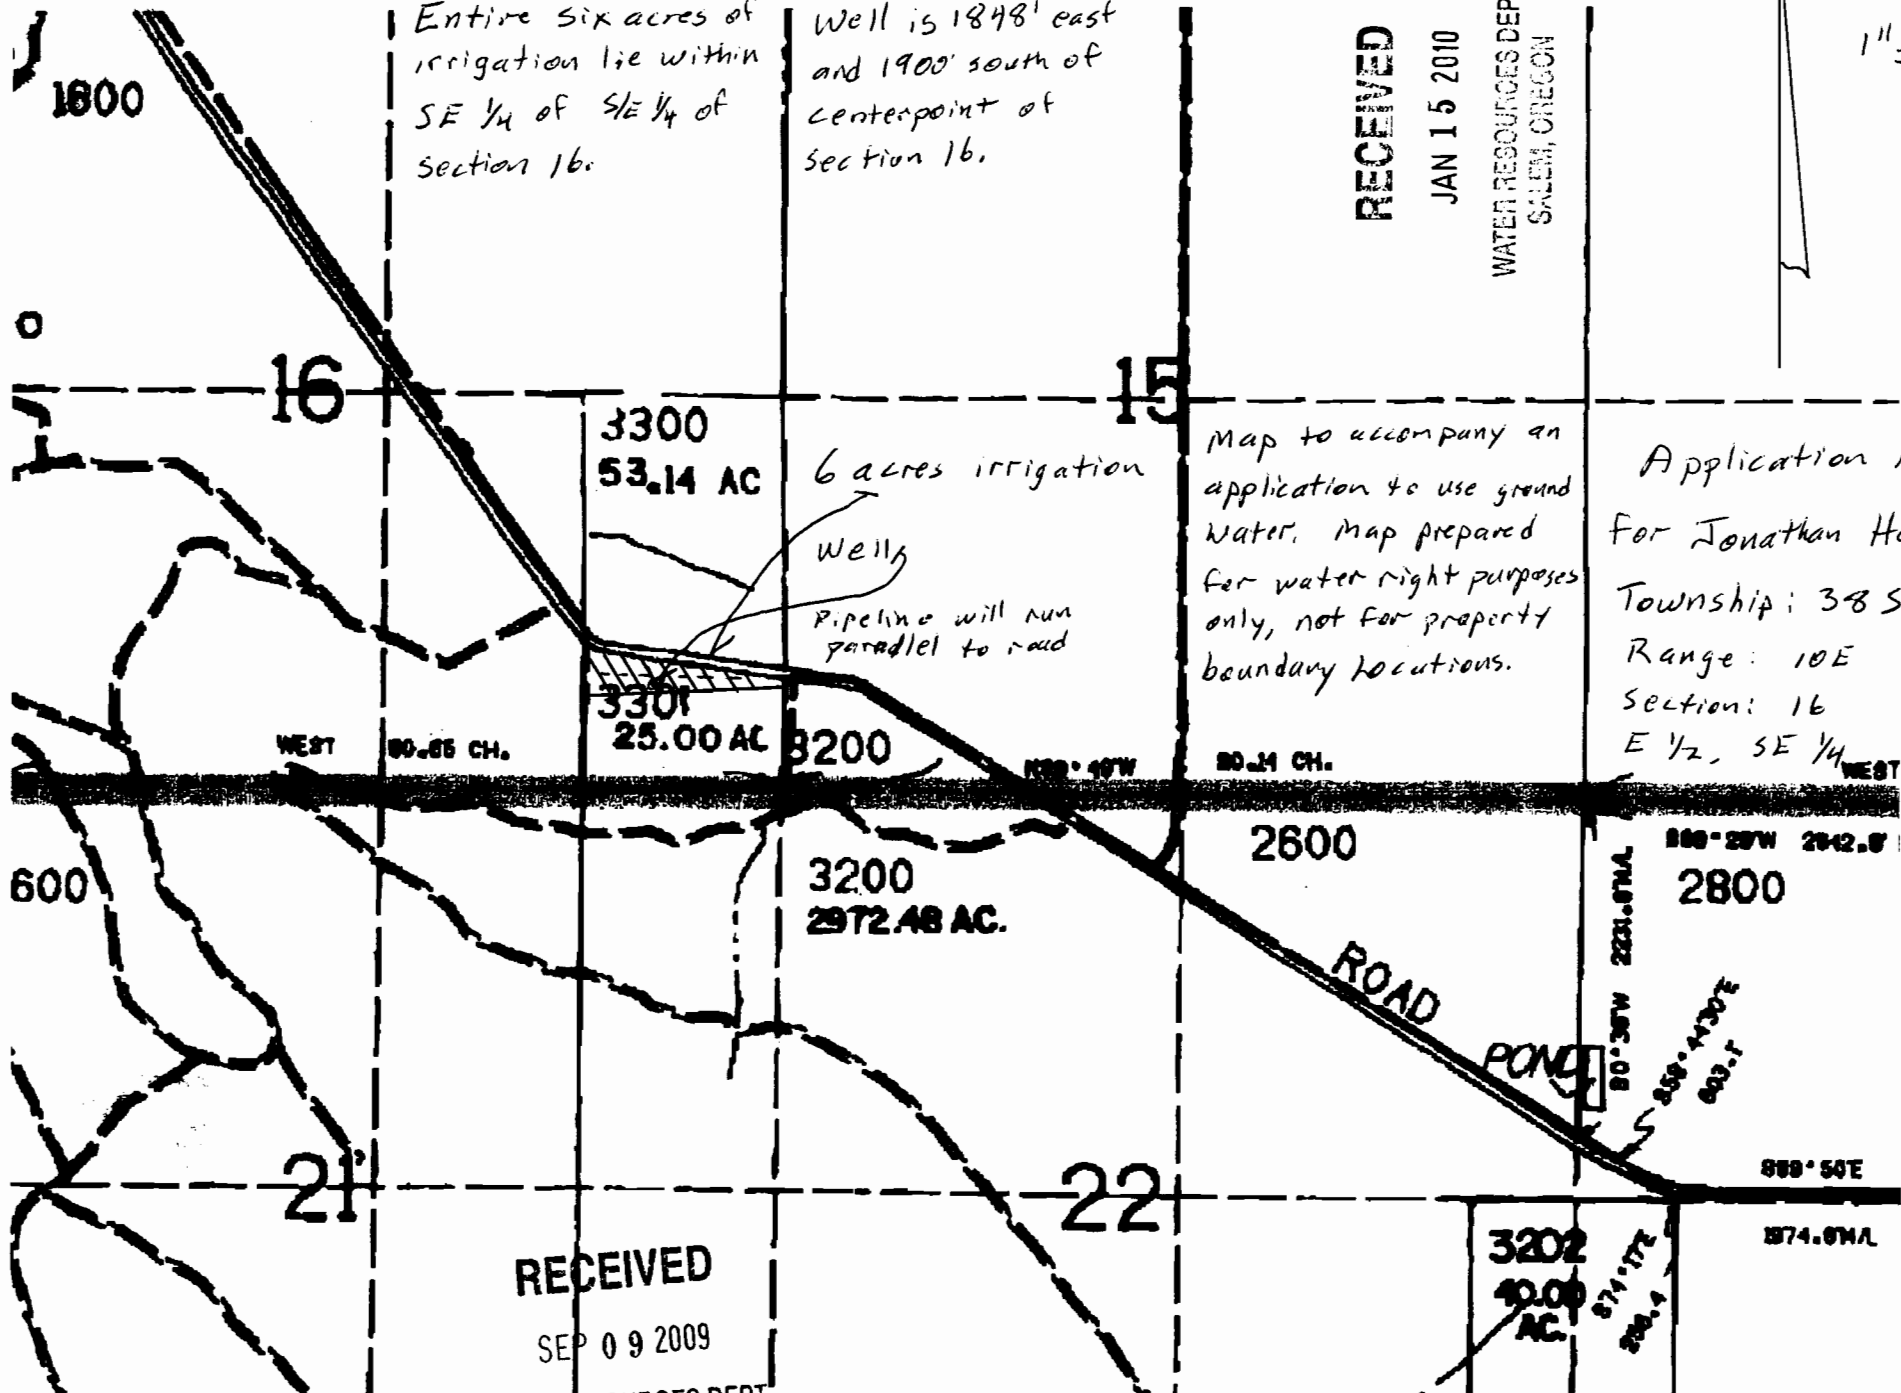 Entire six acres of
irrigation lie within
SE 1/4 of SE 1/4 of
section 16.
Well is 1848' east
and 1900' south of
centerpoint of
section 16.
RECEIVED
JAN 15 2010
WATER RESOURCES DEP
SALEM, OREGON
1"
1800
0
16
15
3300
53.14 AC
6 acres irrigation
Well
Pipeline will run
parallel to road
Map to accompany an
application to use ground
water. Map prepared
for water right purposes
only, not for property
boundary locations.
Application
For Jonathan
Township: 38 S
Range: 10E
Section: 16
E 1/2, SE 1/4
3301
25.00 AC
3200
WEST
CH.
WEST
2600
600
3200
2972.48 AC.
2800
ROAD
POND
21
22
RECEIVED
SEP 09 2009
3202
40.00
AC.